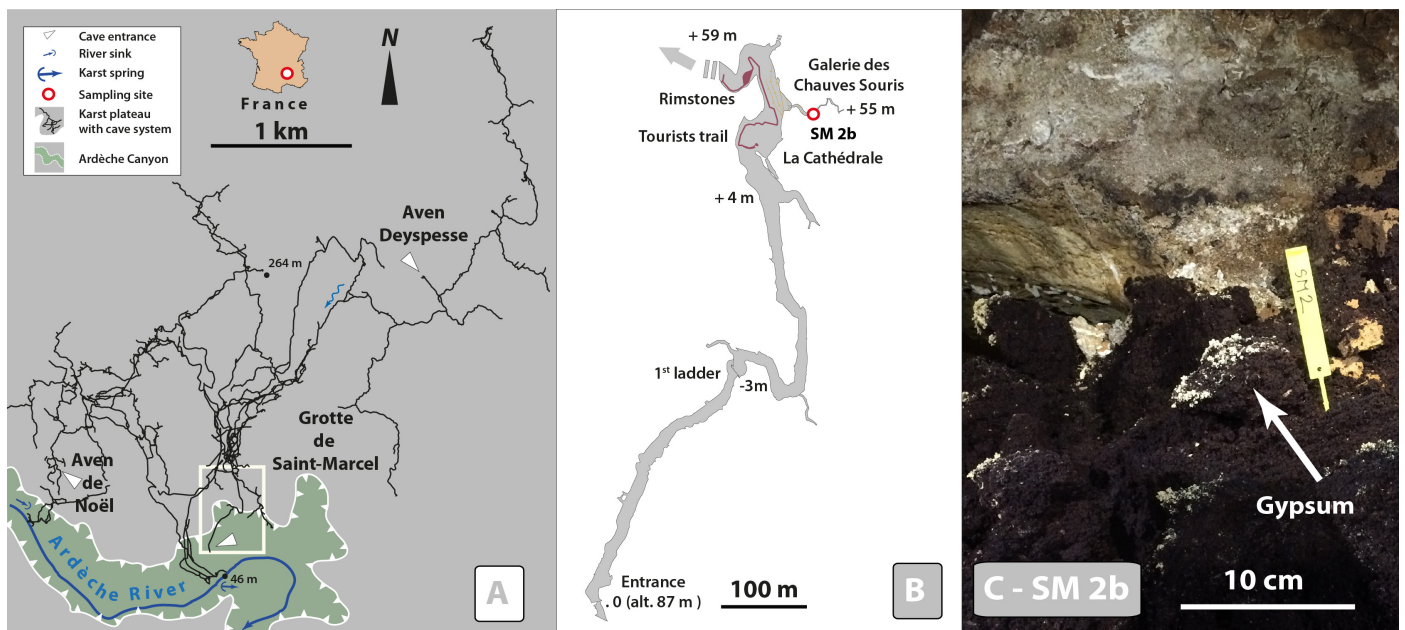 Cave entrance
River sink
Karst spring
Sampling site
Karst plateau
with cave system
Ardèche Canyon
France
1 km
N
Aven
Deyspesse
264 m
Grotte
de
Saint-Marcel
Aven
de
Noël
Ardèche River
46 m
A
+ 59 m
Galerie des
Chauves Souris
Rimstones
+ 55 m
SM 2b
Tourists trail
La Cathédrale
+ 4 m
1st ladder
-3m
Entrance
. 0 (alt. 87 m )
100 m
B
SM2
Gypsum
C - SM 2b
10 cm